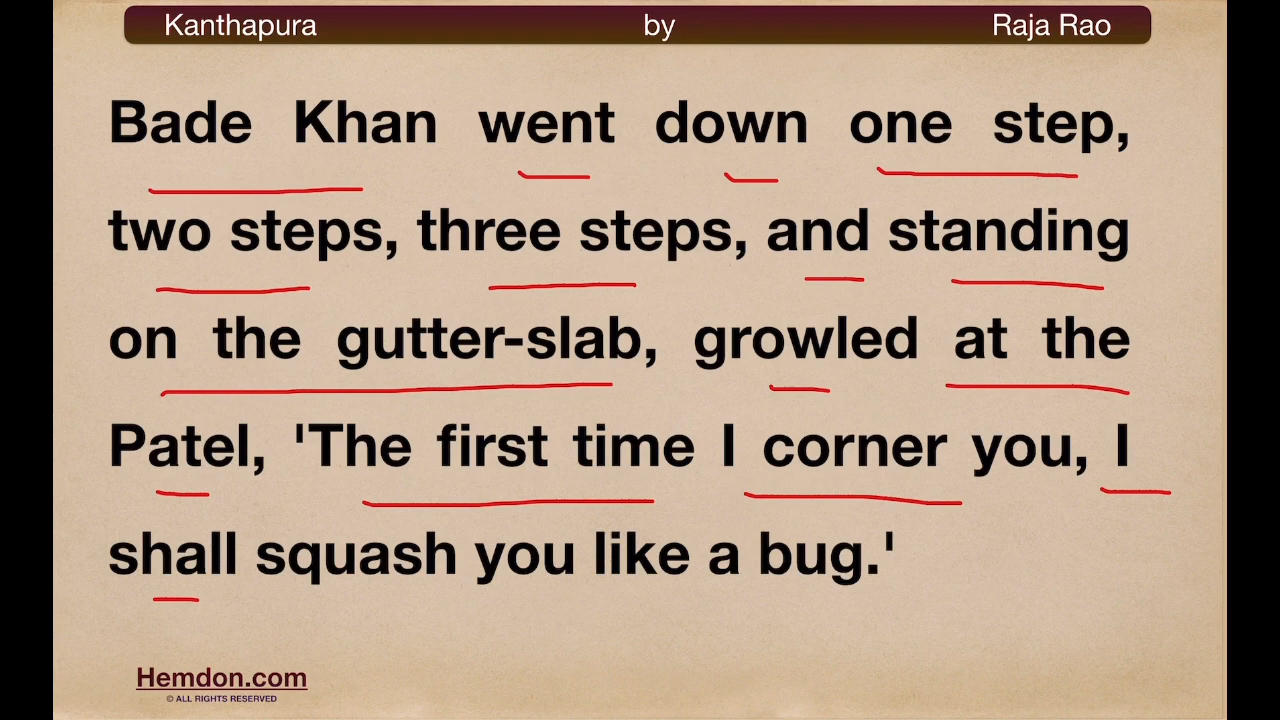 Kanthapura by Raja Rao
Bade Khan went down one step,
two steps, three steps, and standing
on the gutter-slab, growled at the
Patel, 'The first time I corner you, I
shall squash you like a bug.'
Hemdon.com
© ALL RIGHTS RESERVED